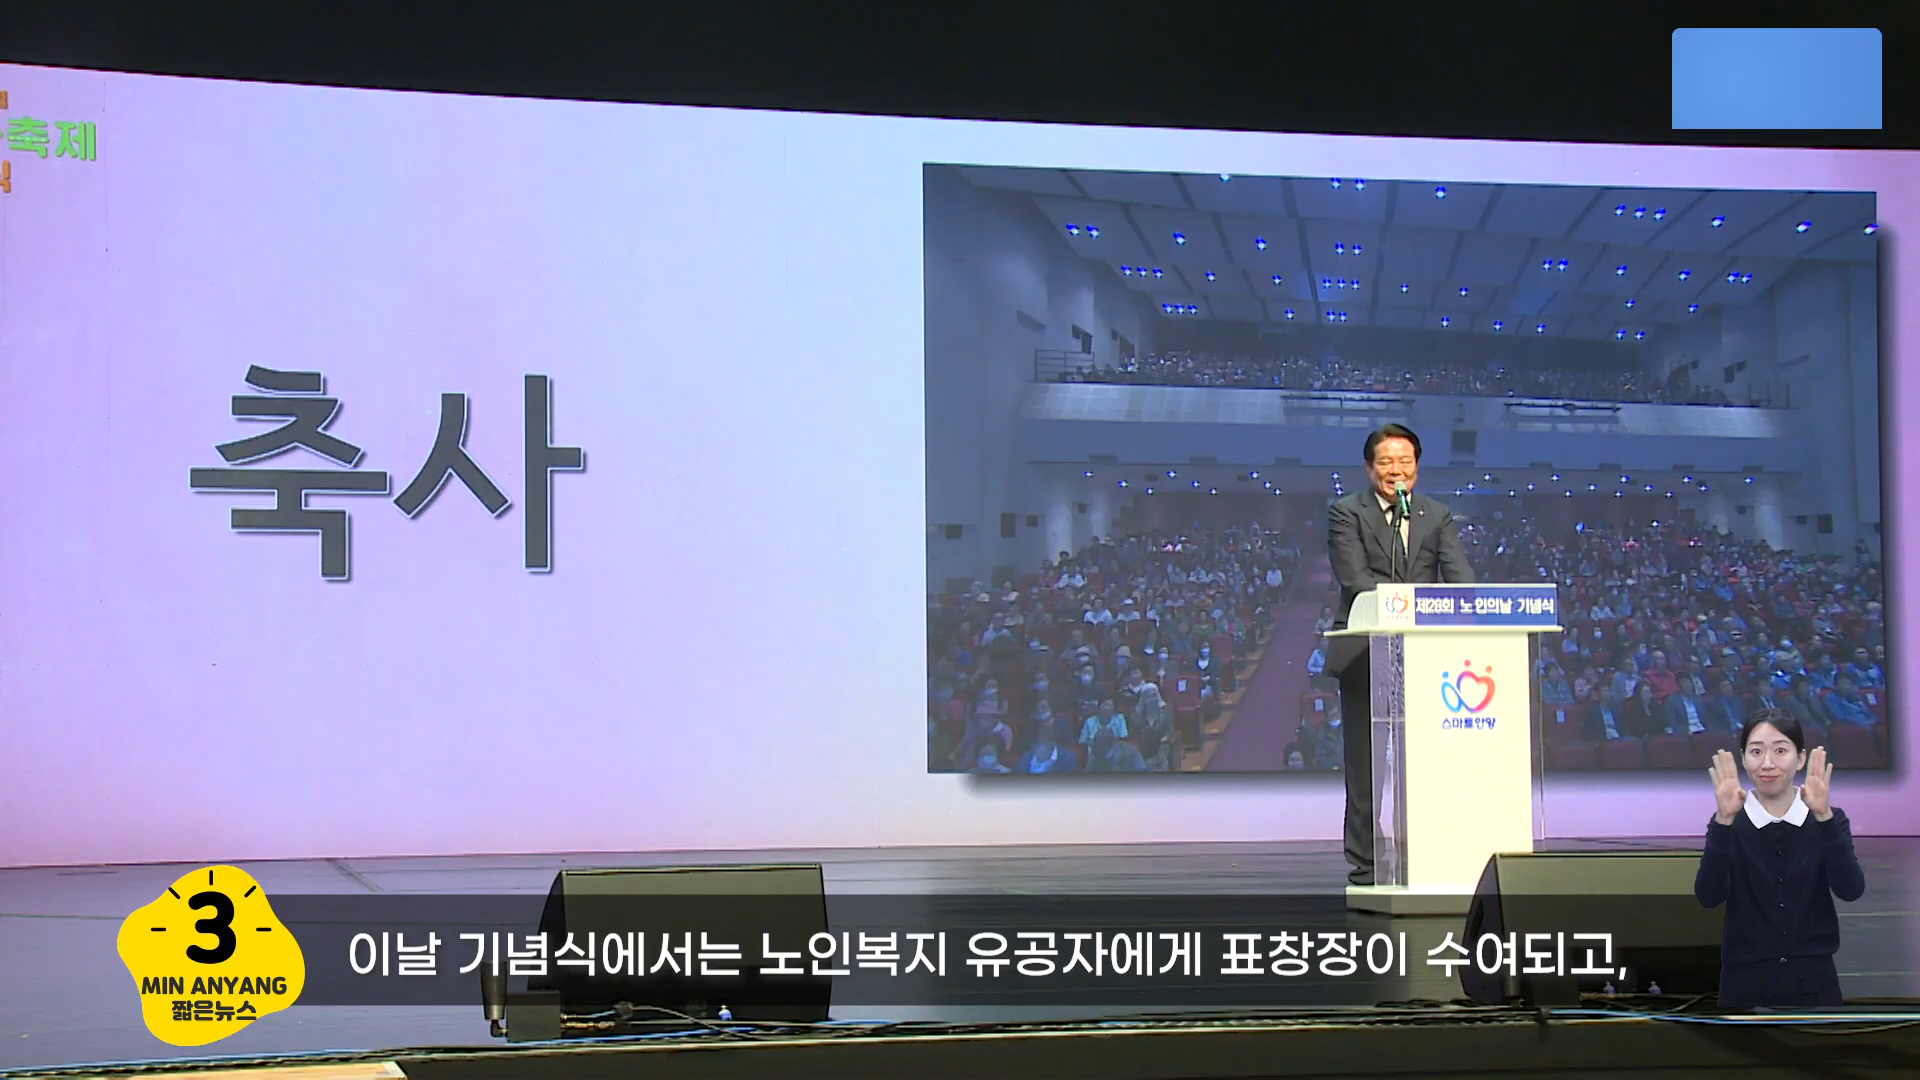 축제
축사
제28회 노인의날 기념식
스마트안양
3
MIN ANYANG
짧은뉴스
이날 기념식에서는 노인복지 유공자에게 표창장이 수여되고,